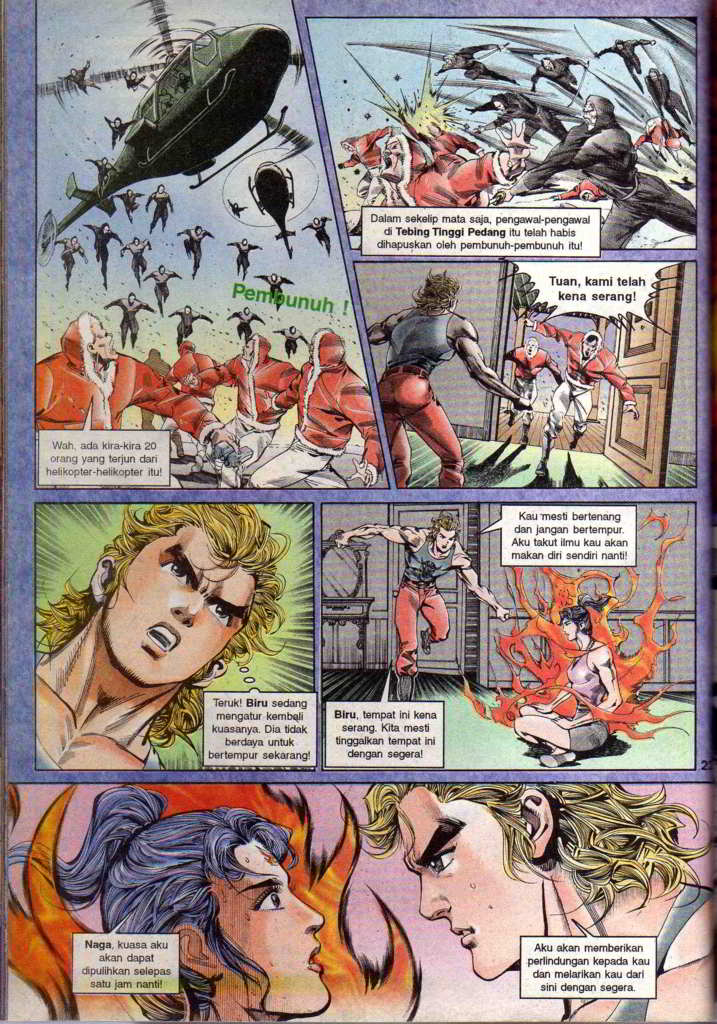 Pembunuh !
Wah, ada kira-kira 20
orang yang terjun dari
helikopter-helikopter itu!
Dalam sekelip mata saja, pengawal-pengawal
di Tebing Tinggi Pedang itu telah habis
dihapuskan oleh pembunuh-pembunuh itu!
Tuan, kami telah
kena serang!
Teruk! Biru sedang
mengatur kembali
kuasanya. Dia tidak
berdaya untuk
bertempur sekarang!
Kau mesti bertenang
dan jangan bertempur.
Aku takut ilmu kau akan
makan diri sendiri nanti!
Biru, tempat ini kena
serang. Kita mesti
tinggalkan tempat ini
dengan segera!
Naga, kuasa aku
akan dapat
dipulihkan selepas
satu jam nanti!
Aku akan memberikan
perlindungan kepada kau
dan melarikan kau dari
sini dengan segera.